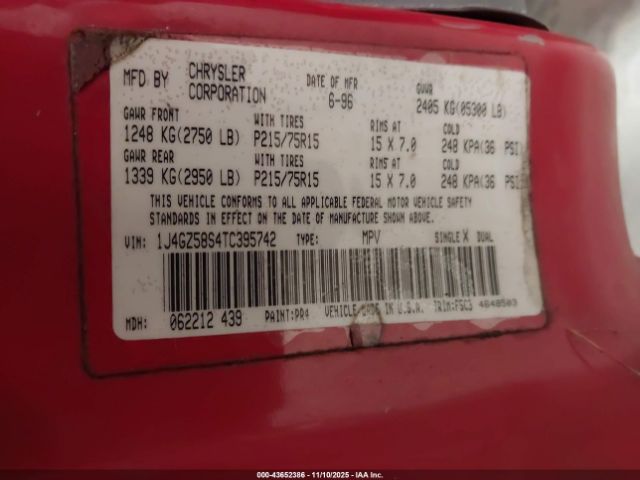 MFD BY CHRYSLER CORPORATION DATE OF MFR 6-96 GVWR 2405 KG(05300 LB)
GAWR FRONT WITH TIRES RIMS AT COLD
1248 KG(2750 LB) P215/75R15 15 X 7.0 248 KPA(36 PSI)
GAWR REAR WITH TIRES RIMS AT COLD
1339 KG(2950 LB) P215/75R15 15 X 7.0 248 KPA(36 PSI)
THIS VEHICLE CONFORMS TO ALL APPLICABLE FEDERAL MOTOR VEHICLE SAFETY
STANDARDS IN EFFECT ON THE DATE OF MANUFACTURE SHOWN ABOVE.
VIN: 1J4GZ58S4TC395742 TYPE: MPV SINGLE X DUAL
MDH: 062212 439 PAINT:PR4 VEHICLE MADE IN U.S.A. TRIM:F5C3 4648503
000-43652386 - 11/10/2025 - IAA Inc.